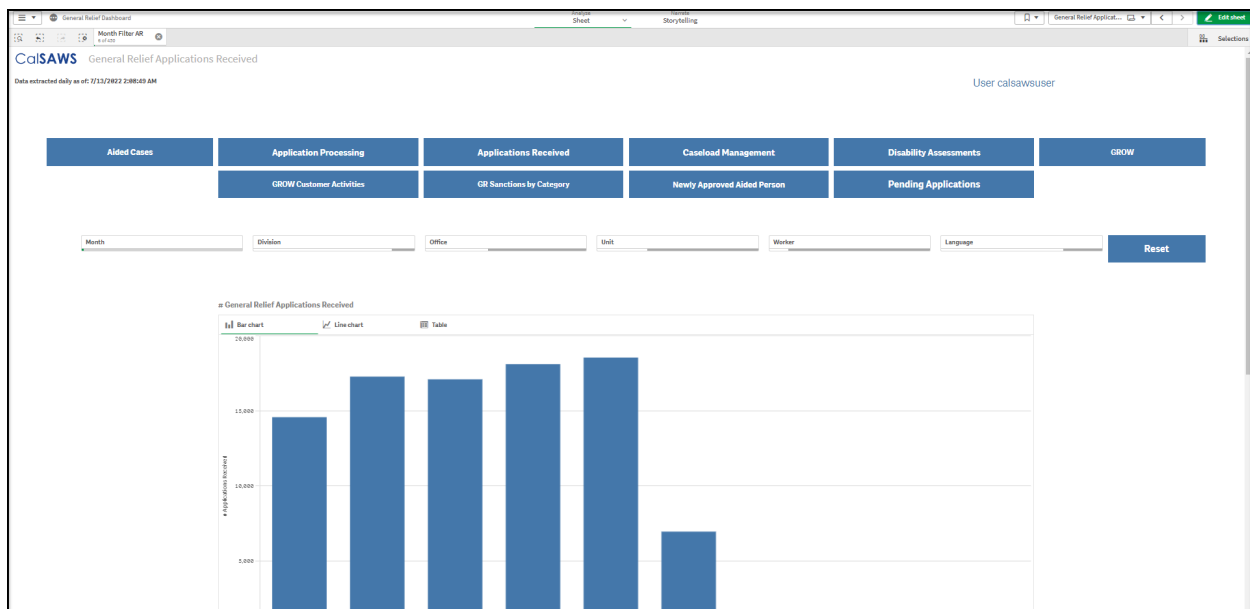 General Relief Dashboard
Analyze
Sheet
Narrate
Storytelling
General Relief Applicat...
Edit sheet
Month Filter AR
Selections
CalSAWS General Relief Applications Received
Data extracted daily as of: 7/13/2022 2:08:49 AM
User calsawsuser
Aided Cases
Application Processing
Applications Received
Caseload Management
Disability Assessments
GROW
GROW Customer Activities
GR Sanctions by Category
Newly Approved Aided Person
Pending Applications
Month
Division
Office
Unit
Worker
Language
Reset
# General Relief Applications Received
Bar chart
Line chart
Table
20,000
15,000
10,000
5,000
# Applications Received